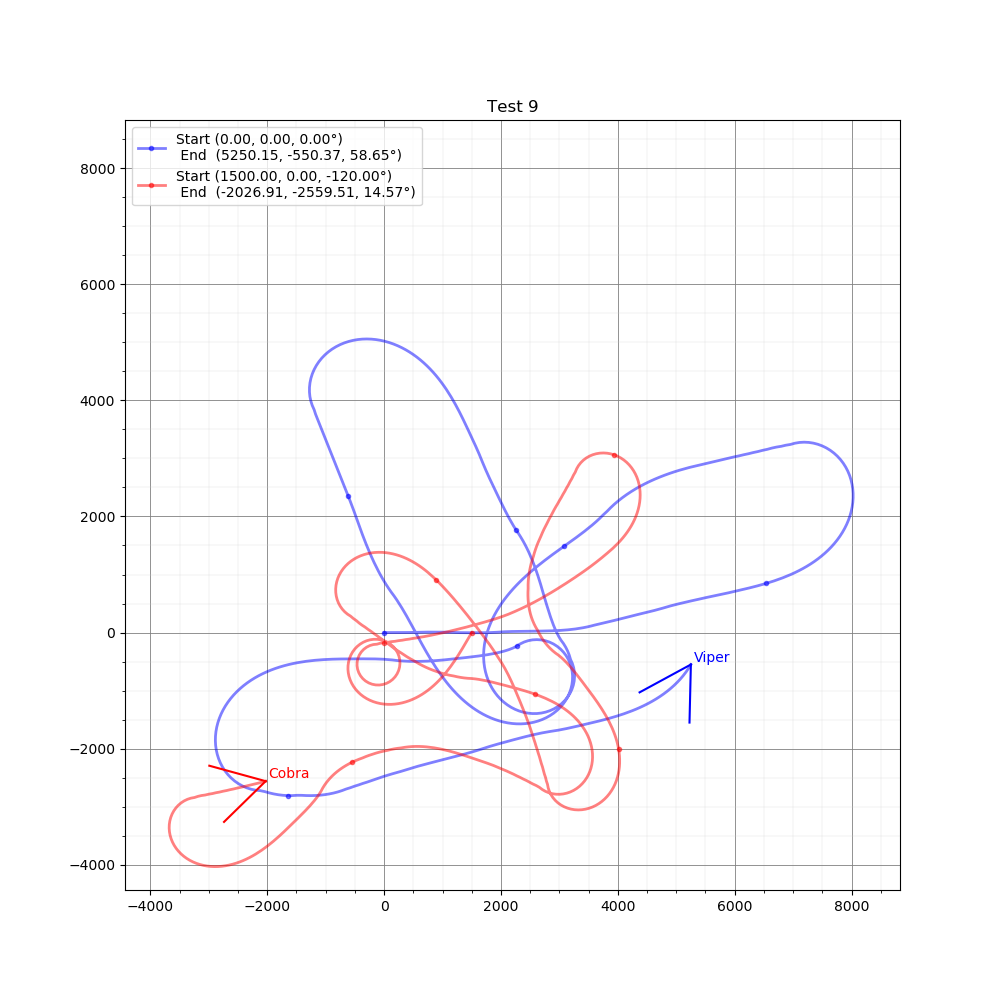 Test 9
Start (0.00, 0.00, 0.00°)
End (5250.15, -550.37, 58.65°)
Start (1500.00, 0.00, -120.00°)
End (-2026.91, -2559.51, 14.57°)
8000
6000
4000
2000
0
−2000
−4000
Viper
Cobra
−4000 −2000 0 2000 4000 6000 8000